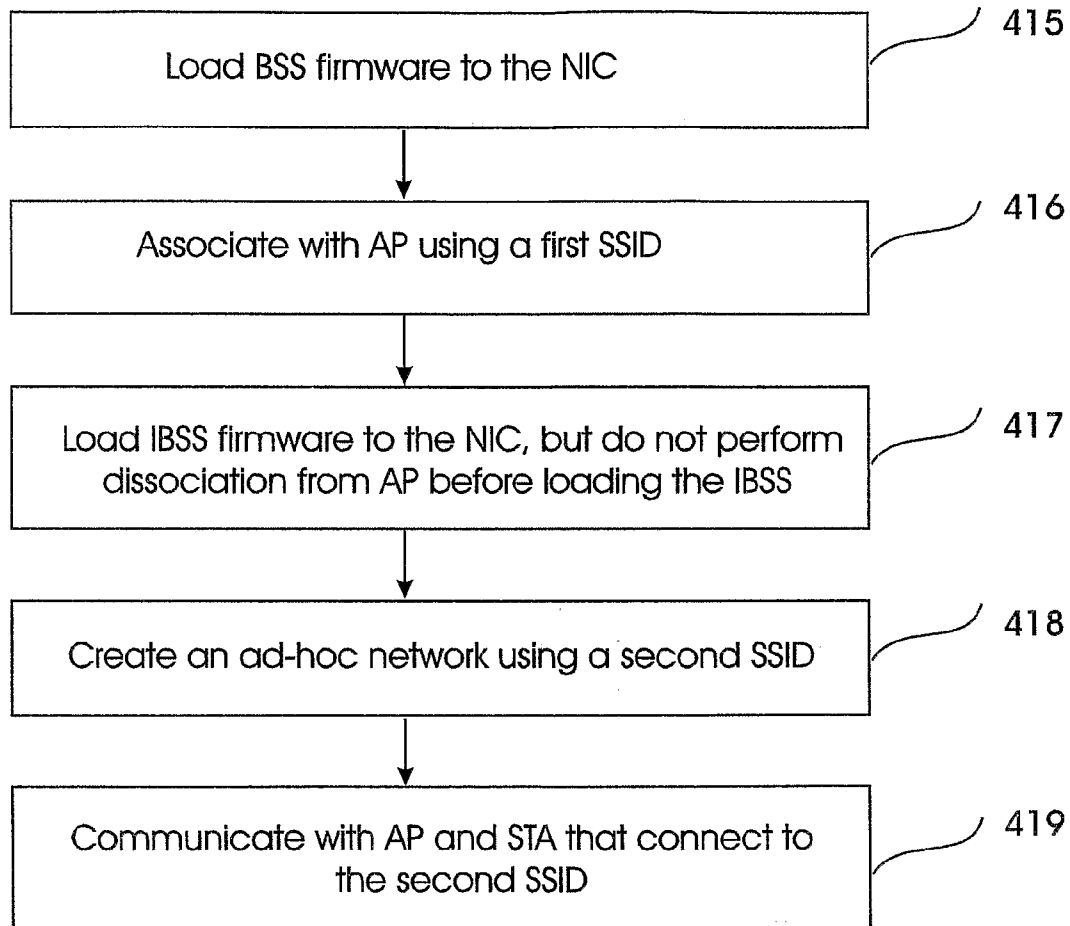 Load BSS firmware to the NIC
415
Associate with AP using a first SSID
416
Load IBSS firmware to the NIC, but do not perform
dissociation from AP before loading the IBSS
417
Create an ad-hoc network using a second SSID
418
Communicate with AP and STA that connect to
the second SSID
419